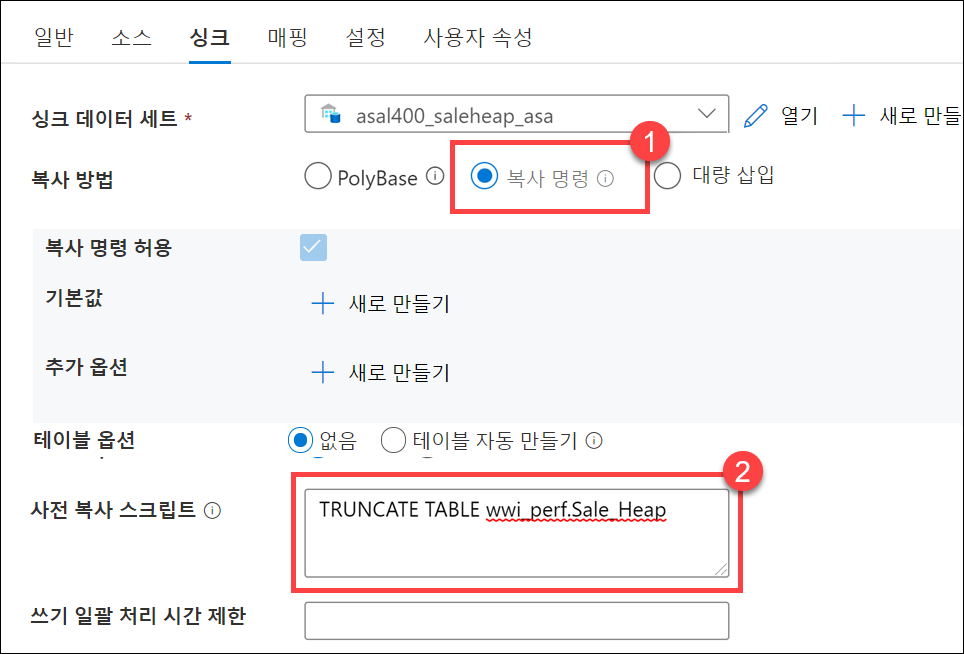 일반 소스 싱크 매핑 설정 사용자 속성
싱크 데이터 세트 * asal400_saleheap_asa 열기 새로 만들
1
복사 방법 PolyBase 복사 명령 대량 삽입
복사 명령 허용
기본값 새로 만들기
추가 옵션 새로 만들기
테이블 옵션 없음 테이블 자동 만들기
2
사전 복사 스크립트 TRUNCATE TABLE wwi_perf.Sale_Heap
쓰기 일괄 처리 시간 제한